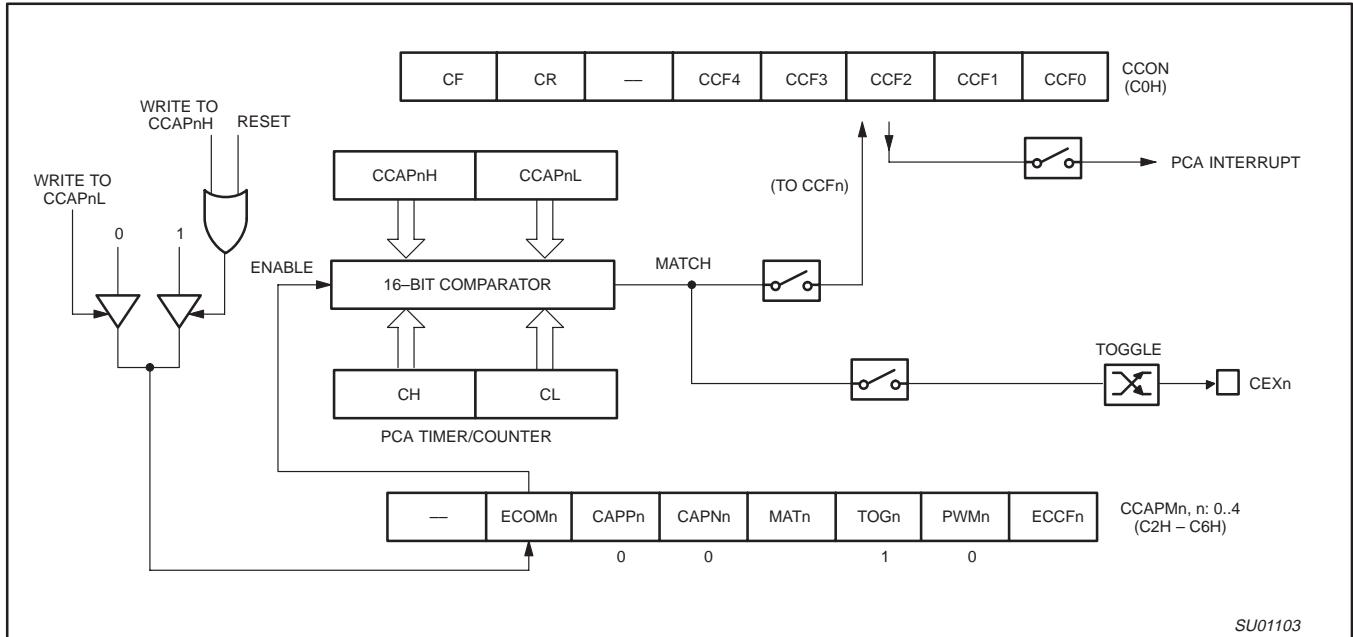 CF CR — CCF4 CCF3 CCF2 CCF1 CCF0
CCON
(C0H)
WRITE TO
CCAPnH
RESET
WRITE TO
CCAPnL
0 1
CCAPnH CCAPnL
(TO CCFn)
PCA INTERRUPT
ENABLE
16–BIT COMPARATOR
MATCH
TOGGLE
CEXn
CH CL
PCA TIMER/COUNTER
— ECOMn CAPPn CAPNn MATn TOGn PWMn ECCFn
CCAPMn, n: 0..4
(C2H – C6H)
0 0 1 0
SU01103